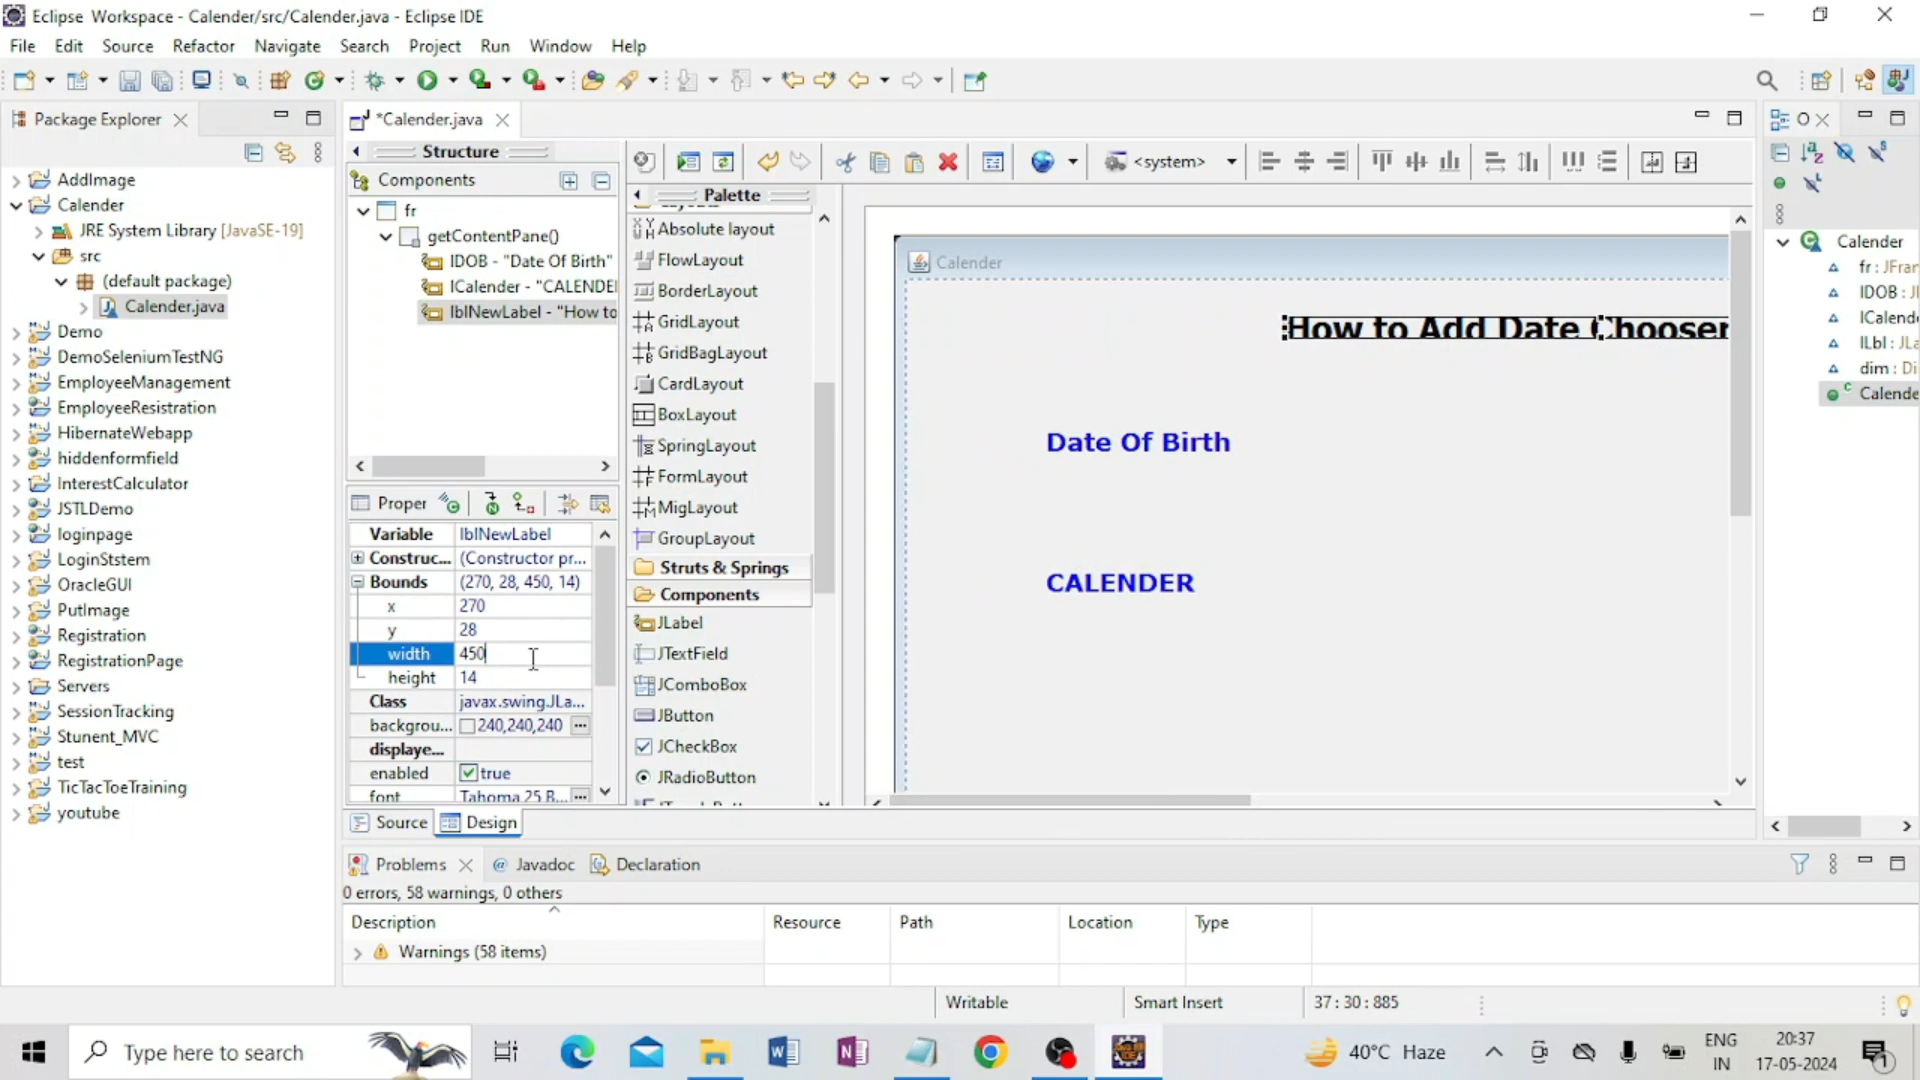 Eclipse Workspace - Calender/src/Calender.java - Eclipse IDE
File Edit Source Refactor Navigate Search Project Run Window Help
Package Explorer
AddImage
Calender
JRE System Library [JavaSE-19]
src
(default package)
Calender.java
Demo
DemoSeleniumTestNG
EmployeeManagement
EmployeeResistration
HibernateWebapp
hiddenformfield
InterestCalculator
JSTLDemo
loginpage
LoginStstem
OracleGUI
PutImage
Registration
RegistrationPage
Servers
SessionTracking
Stunent_MVC
test
TicTacToeTraining
youtube
*Calender.java
Structure
Components
fr
getContentPane()
lDOB - "Date Of Birth"
lCalender - "CALENDE
lblNewLabel - "How to
Proper
Variable lblNewLabel
Construc... (Constructor pr...
Bounds (270, 28, 450, 14)
x 270
y 28
width 450
height 14
Class javax.swing.JLa...
backgrou... 240,240,240 ...
displaye...
enabled true
font Tahoma 25 B... ...
Source Design
<system>
Palette
Absolute layout
FlowLayout
BorderLayout
GridLayout
GridBagLayout
CardLayout
BoxLayout
SpringLayout
FormLayout
MigLayout
GroupLayout
Struts & Springs
Components
JLabel
JTextField
JComboBox
JButton
JCheckBox
JRadioButton
Calender
How to Add Date Chooser
Date Of Birth
CALENDER
O
Calender
fr : JFran
lDOB : Jl
lCalende
lLbl : JLa
dim : Di
Calende
Problems Javadoc Declaration
0 errors, 58 warnings, 0 others
Description Resource Path Location Type
Warnings (58 items)
Writable Smart Insert 37 : 30 : 885
Type here to search
40°C Haze
ENG
IN
20:37
17-05-2024
1